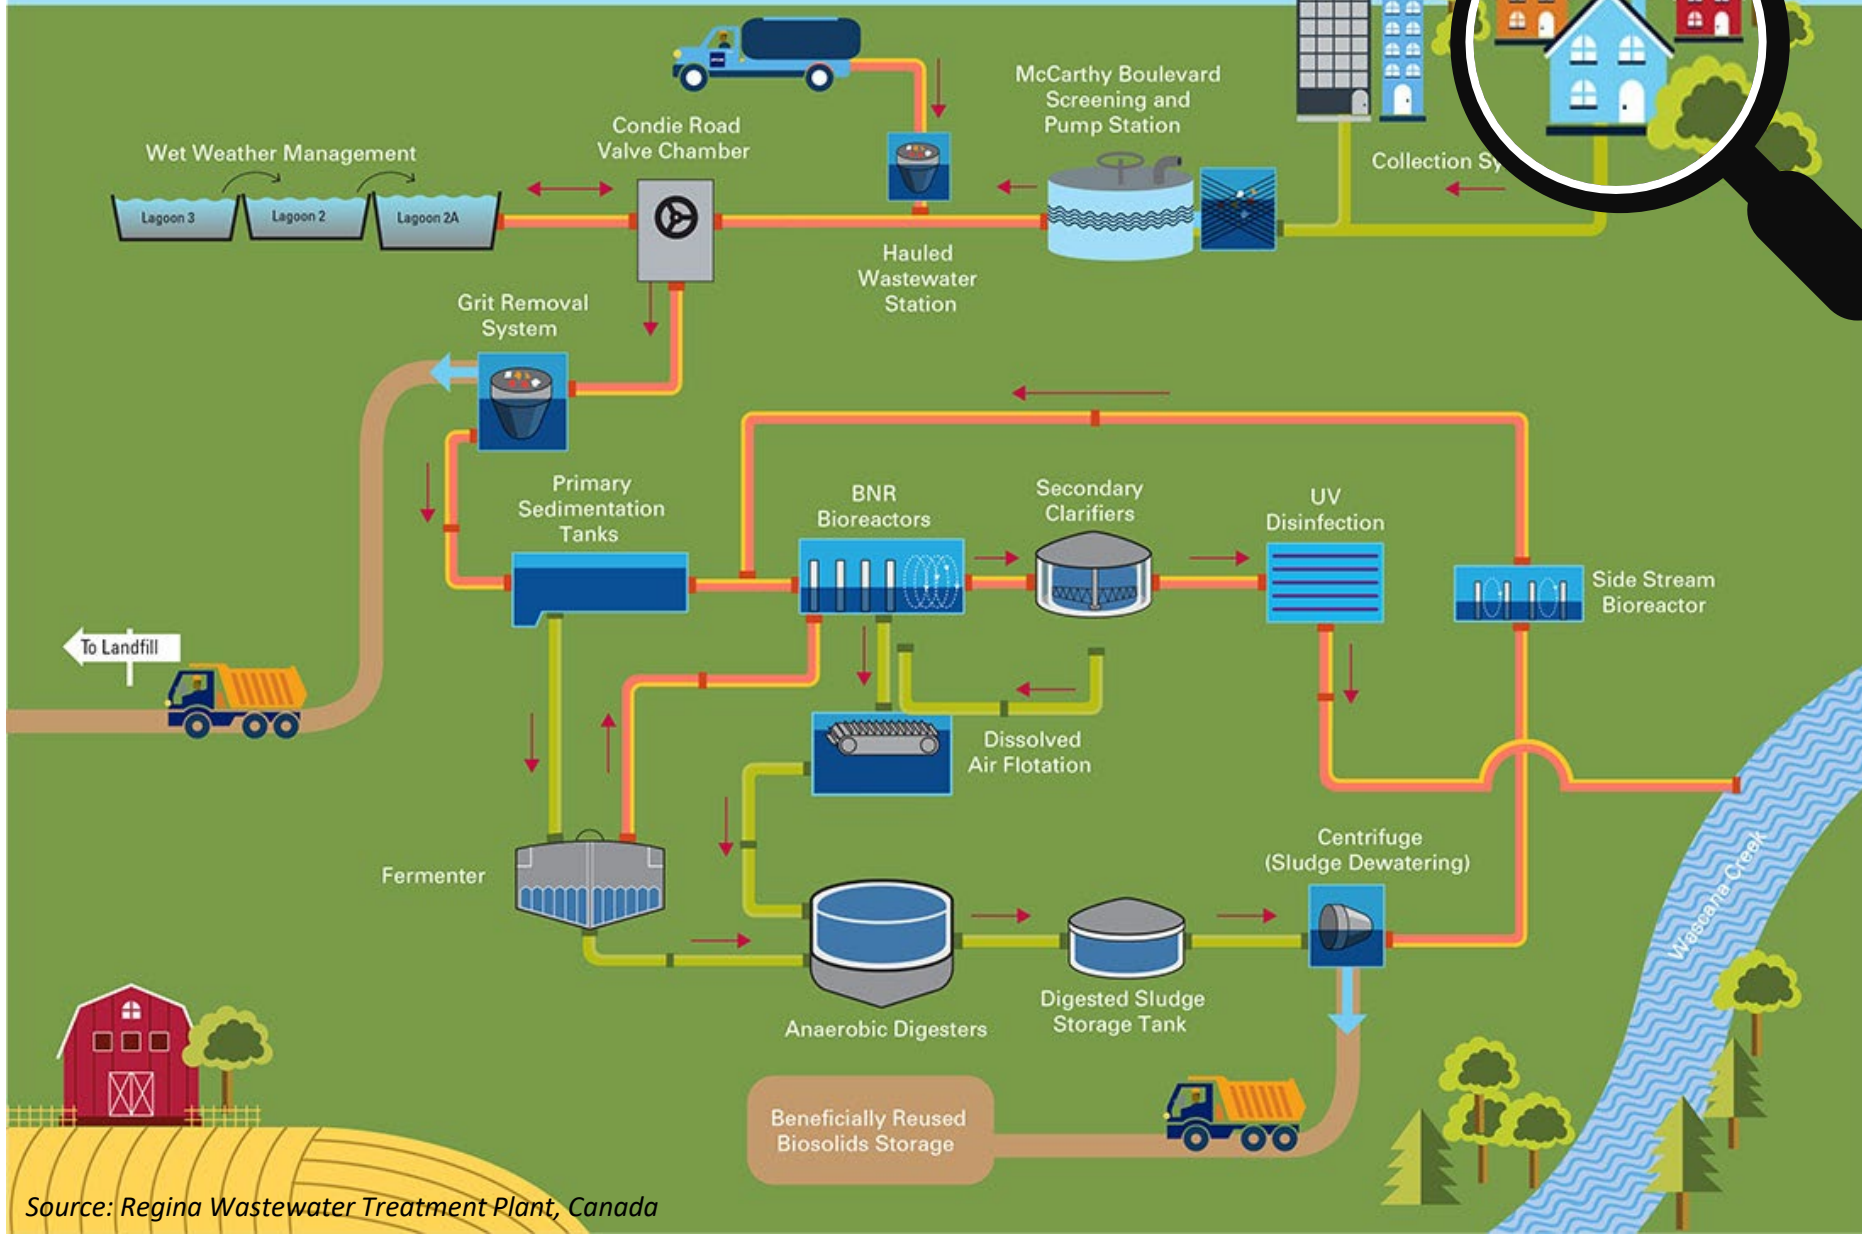 McCarthy Boulevard
Screening and
Pump Station
Condie Road
Valve Chamber
Wet Weather Management
Collection Sy
Lagoon 3
Lagoon 2
Lagoon 2A
Hauled
Wastewater
Station
Grit Removal
System
Primary
Sedimentation
Tanks
BNR
Bioreactors
Secondary
Clarifiers
UV
Disinfection
Side Stream
Bioreactor
To Landfill
Dissolved
Air Flotation
Fermenter
Centrifuge
(Sludge Dewatering)
Wascana Creek
Anaerobic Digesters
Digested Sludge
Storage Tank
Beneficially Reused
Biosolids Storage
Source: Regina Wastewater Treatment Plant, Canada